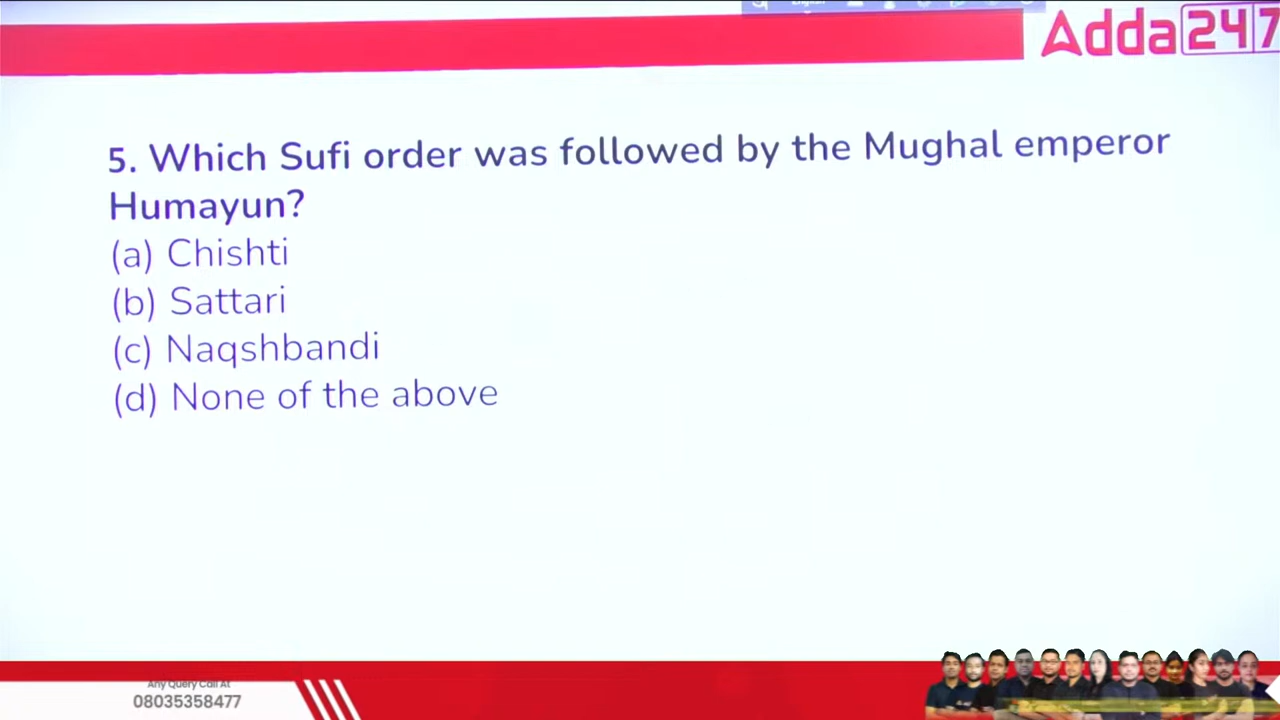 Adda247
5. Which Sufi order was followed by the Mughal emperor
Humayun?
(a) Chishti
(b) Sattari
(c) Naqshbandi
(d) None of the above
Any Query Call At
08035358477